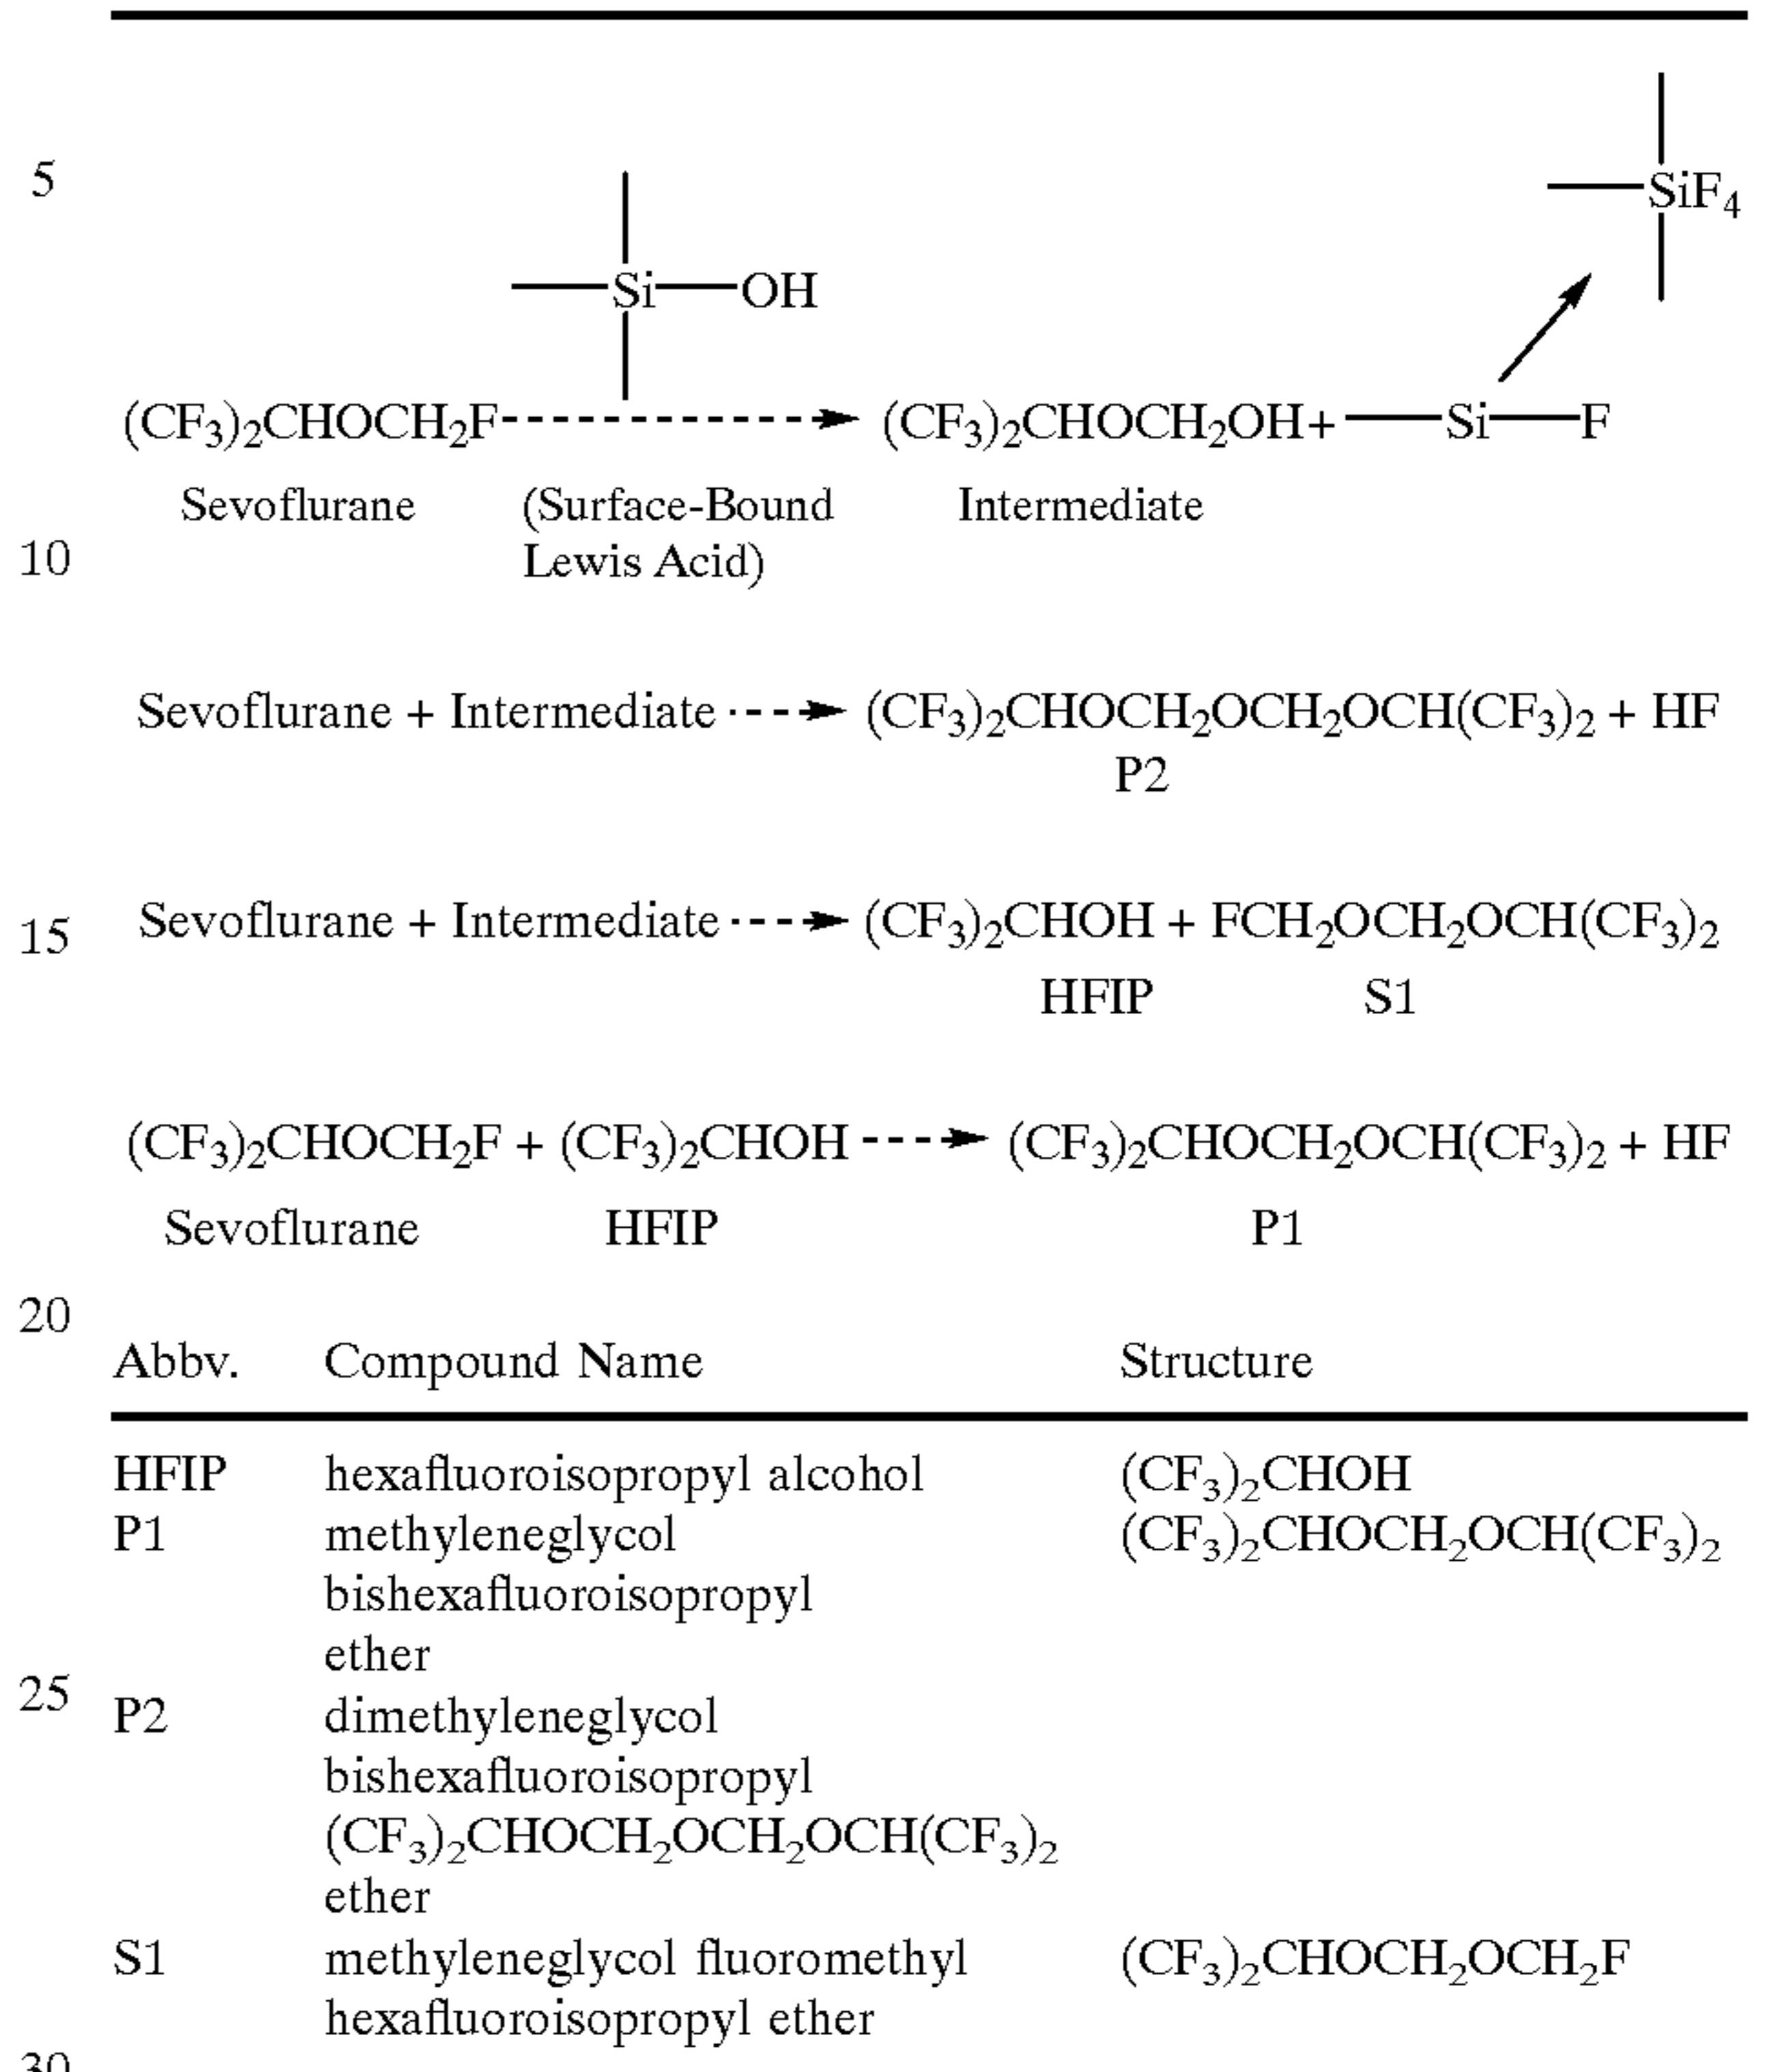 5
SiF₄
Si OH
(CF₃)₂CHOCH₂F (CF₃)₂CHOCH₂OH+ Si F
Sevoflurane (Surface-Bound Intermediate
10 Lewis Acid)
Sevoflurane + Intermediate (CF₃)₂CHOCH₂OCH₂OCH(CF₃)₂ + HF
P2
15 Sevoflurane + Intermediate (CF₃)₂CHOH + FCH₂OCH₂OCH(CF₃)₂
HFIP S1
(CF₃)₂CHOCH₂F + (CF₃)₂CHOH (CF₃)₂CHOCH₂OCH(CF₃)₂ + HF
Sevoflurane HFIP P1
20
Abbv. Compound Name Structure
HFIP hexafluoroisopropyl alcohol (CF₃)₂CHOH
P1 methyleneglycol (CF₃)₂CHOCH₂OCH(CF₃)₂
bishexafluoroisopropyl
ether
25 P2 dimethyleneglycol
bishexafluoroisopropyl
(CF₃)₂CHOCH₂OCH₂OCH(CF₃)₂
ether
S1 methyleneglycol fluoromethyl (CF₃)₂CHOCH₂OCH₂F
hexafluoroisopropyl ether
30